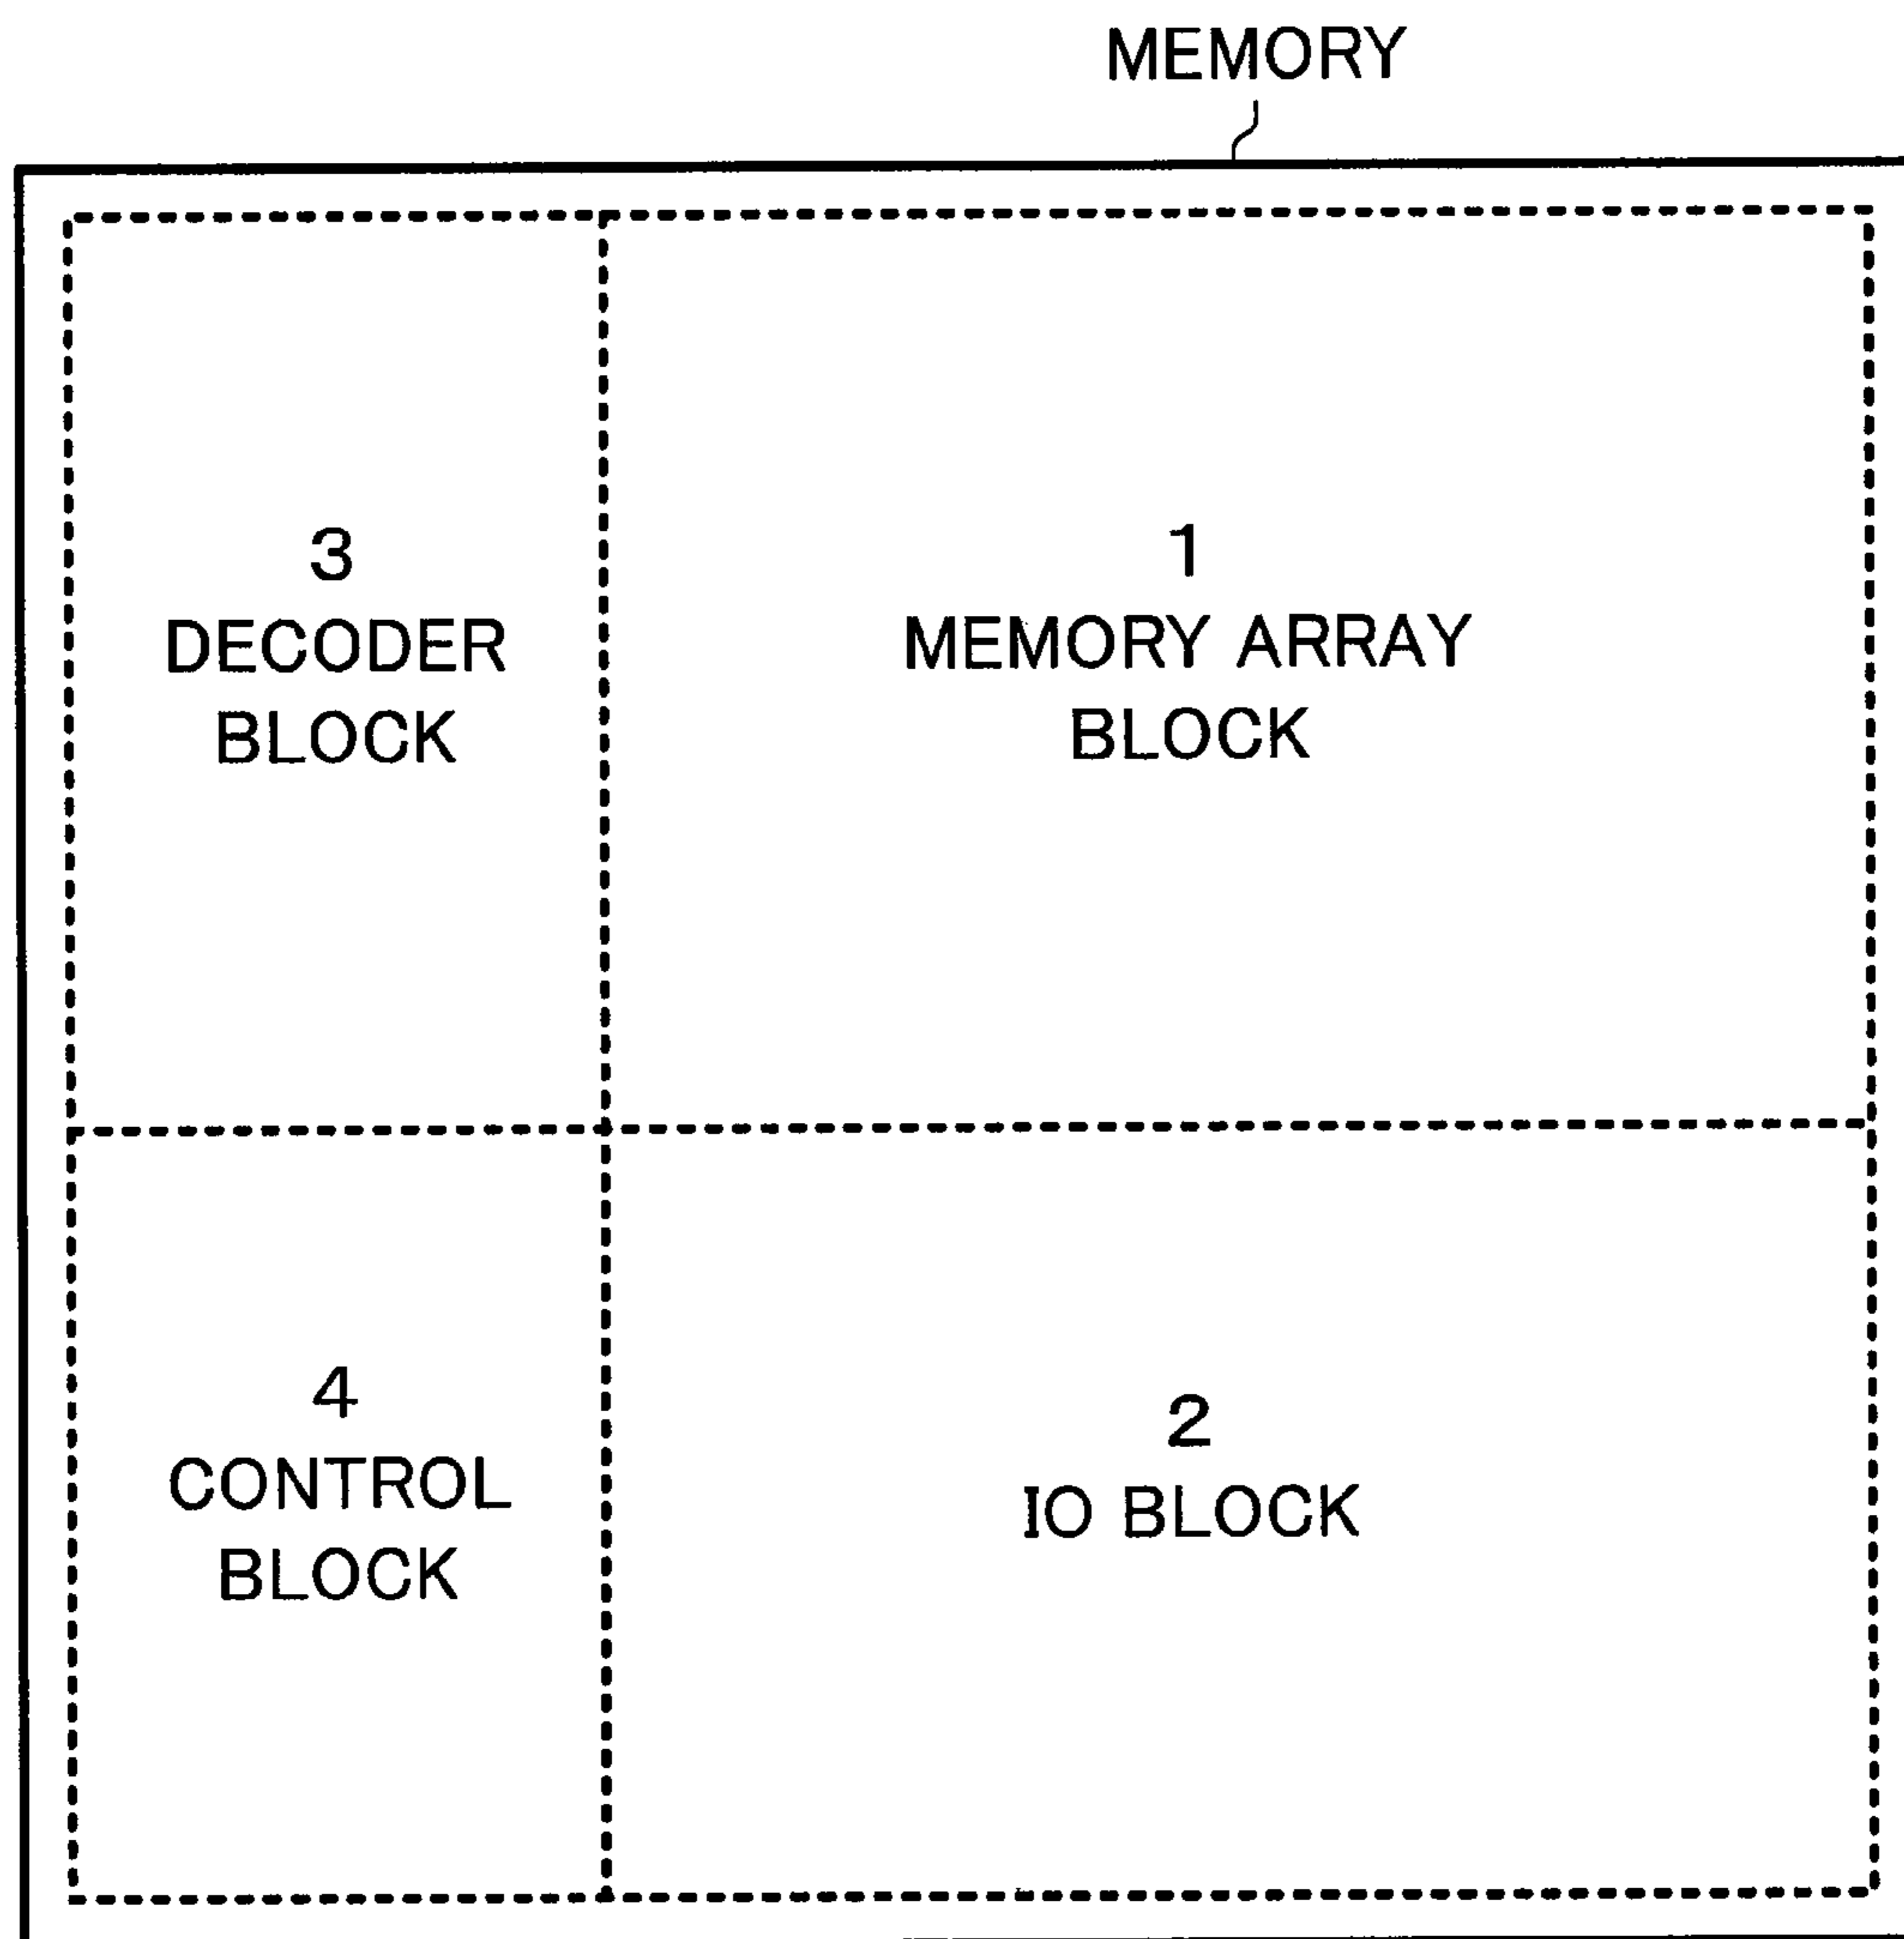 MEMORY
3
DECODER
BLOCK
1
MEMORY ARRAY
BLOCK
4
CONTROL
BLOCK
2
IO BLOCK